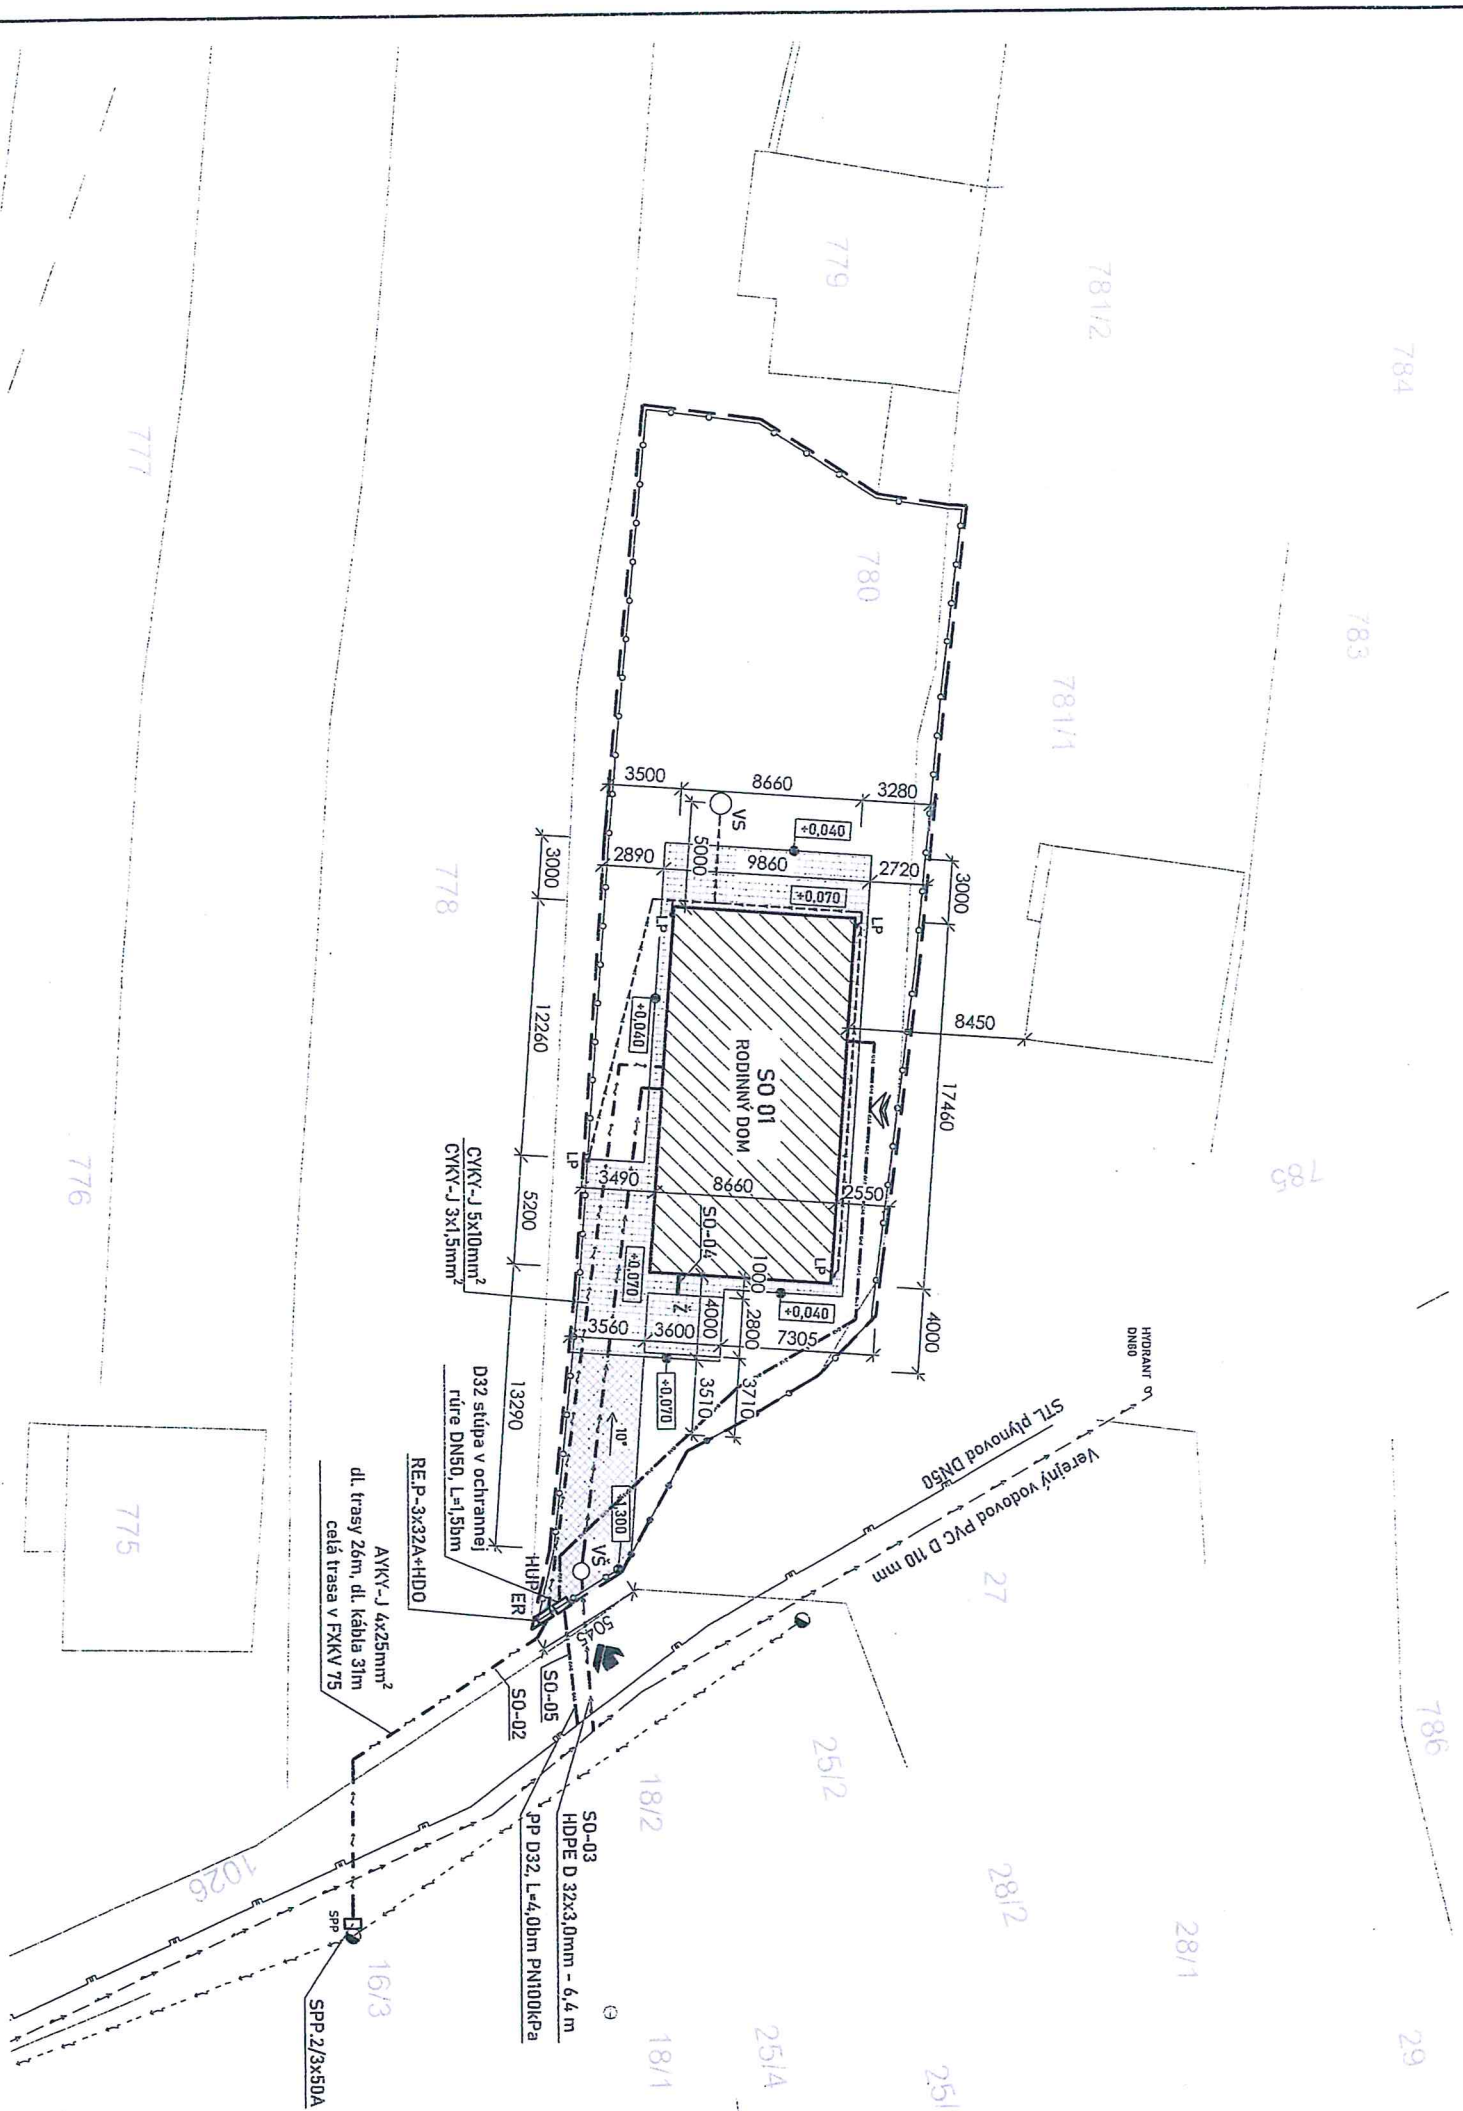 784
781/2
779
783
780
781/1
777
778
776
775
785
786
27
25/2
18/2
28/2
28/1
16/3
18/1
25/4
25/
29
1026
3500
8660
3280
VS
5000
+0,040
2890
9860
2720
+0,070
3000
3000
LP
LP
+0,040
12260
17460
8450
SO 01
RODINNÝ DOM
LP
3490
8660
2550
SO-04
LP
5200
+0,070
1000
Ž
+0,040
4000
2800
3560
3600
7305
4000
+0,070
3510
3710
13290
10°
VŠ
HUP
ER
5045
CYKY-J 5x10mm²
CYKY-J 3x1,5mm²
D32 stúpa v ochrannej
rúre DN50, L=1,5bm
RE.P-3x32A+HDO
AYKY-J 4x25mm²
dl. trasy 26m, dl. kábla 31m
celá trasa v FXKV 75
SO-05
SO-02
SO-03
HDPE D 32x3,0mm - 6,4 m
PP D32, L=4,0bm PN100kPa
SPP
SPP.2/3x50A
HYDRANT
DN80
STL plynovod DN50
Verejný vodovod PVC D 110 mm